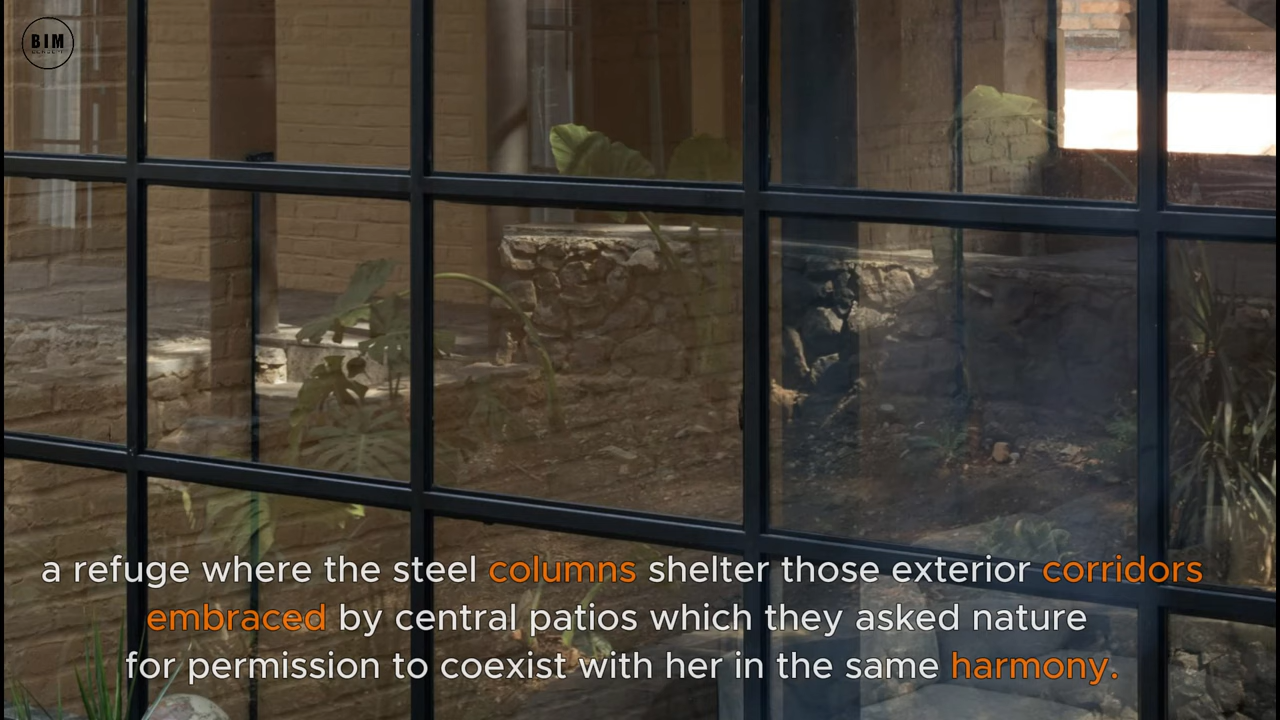 BIM
a refuge where the steel columns shelter those exterior corridors
embraced by central patios which they asked nature
for permission to coexist with her in the same harmony.